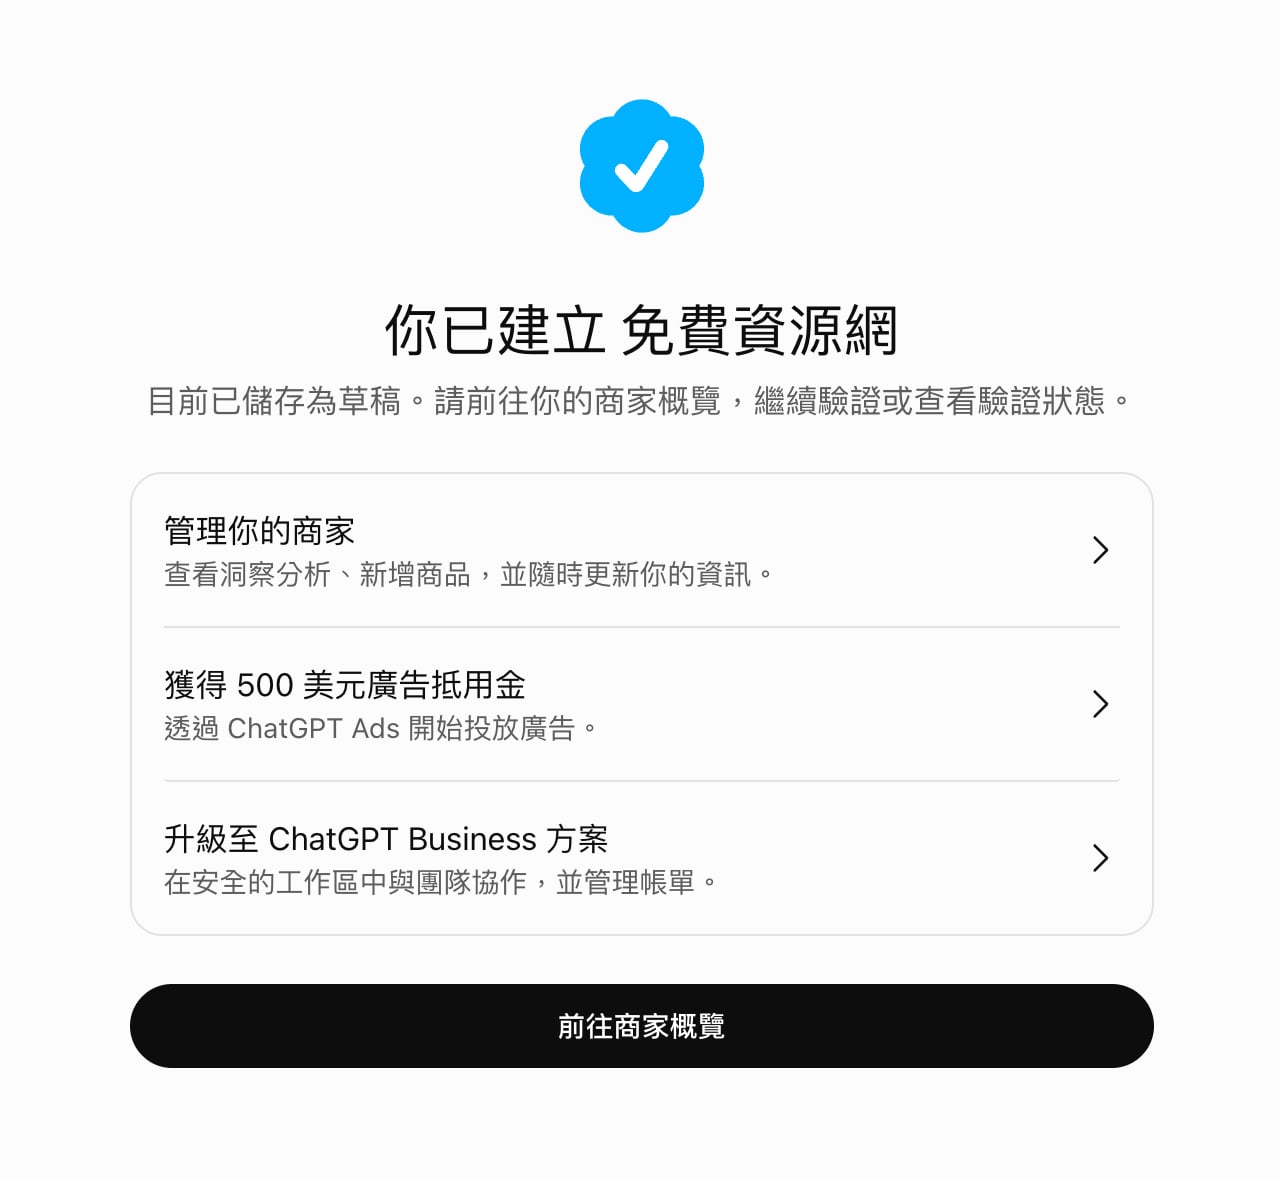 你已建立 免費資源網
目前已儲存為草稿。請前往你的商家概覽，繼續驗證或查看驗證狀態。
管理你的商家
查看洞察分析、新增商品，並隨時更新你的資訊。
獲得 500 美元廣告抵用金
透過 ChatGPT Ads 開始投放廣告。
升級至 ChatGPT Business 方案
在安全的工作區中與團隊協作，並管理帳單。
前往商家概覽